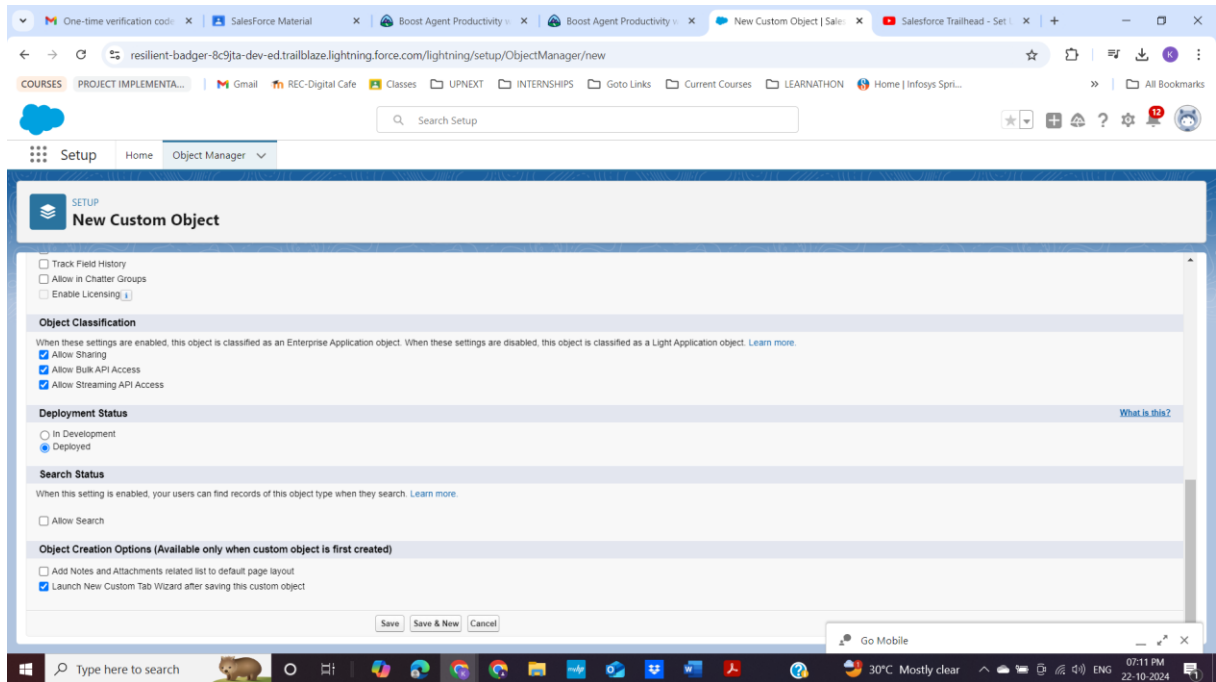 One-time verification code
SalesForce Material
Boost Agent Productivity w
Boost Agent Productivity w
New Custom Object | Sales
Salesforce Trailhead - Set U
resilient-badger-8c9jta-dev-ed.trailblaze.lightning.force.com/lightning/setup/ObjectManager/new
K
COURSES PROJECT IMPLEMENTA... Gmail REC-Digital Cafe Classes UPNEXT INTERNSHIPS Goto Links Current Courses LEARNATHON Home | Infosys Spri... » All Bookmarks
Search Setup
12
Setup Home Object Manager
SETUP
New Custom Object
Track Field History
Allow in Chatter Groups
Enable Licensing i
Object Classification
When these settings are enabled, this object is classified as an Enterprise Application object. When these settings are disabled, this object is classified as a Light Application object. Learn more.
Allow Sharing
Allow Bulk API Access
Allow Streaming API Access
Deployment Status What is this?
In Development
Deployed
Search Status
When this setting is enabled, your users can find records of this object type when they search. Learn more.
Allow Search
Object Creation Options (Available only when custom object is first created)
Add Notes and Attachments related list to default page layout
Launch New Custom Tab Wizard after saving this custom object
Save Save & New Cancel
Go Mobile
Type here to search
30°C Mostly clear ENG 07:11 PM
22-10-2024